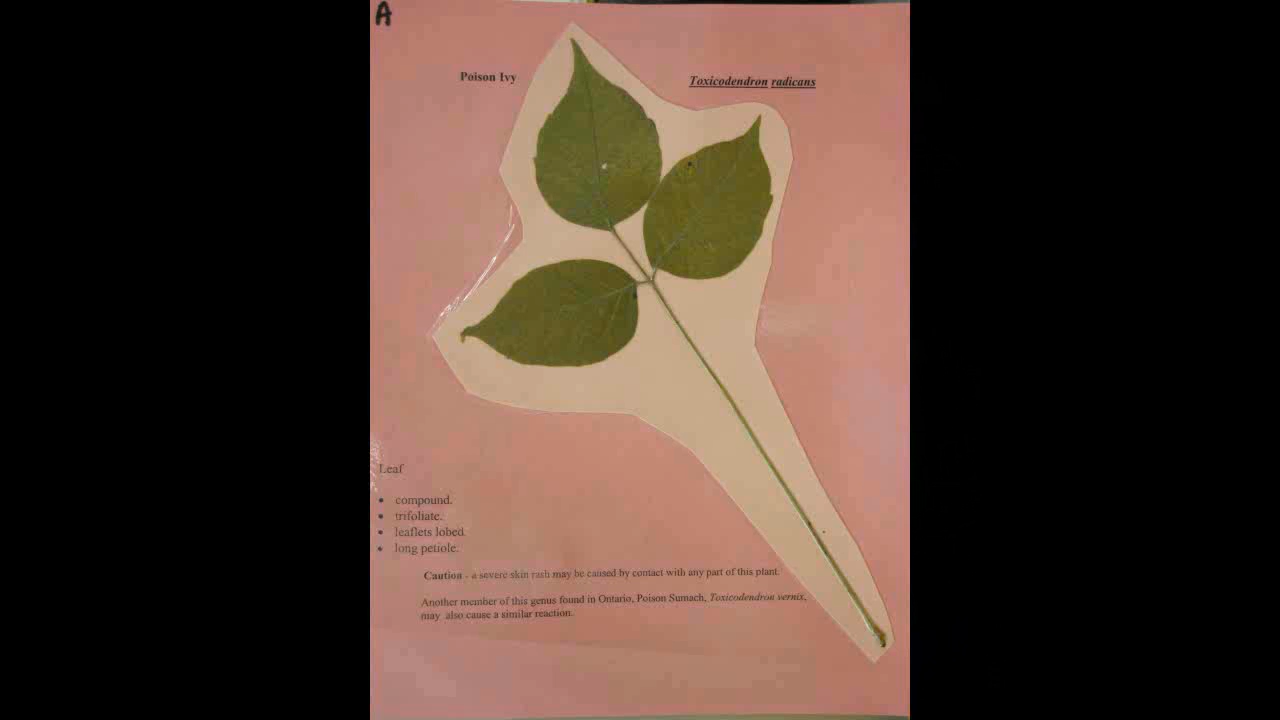 A
Poison Ivy
Toxicodendron radicans
Leaf
• compound.
• trifoliate.
• leaflets lobed
• long petiole.
Caution - a severe skin rash may be caused by contact with any part of this plant.
Another member of this genus found in Ontario, Poison Sumach, Toxicodendron vernix,
may also cause a similar reaction.